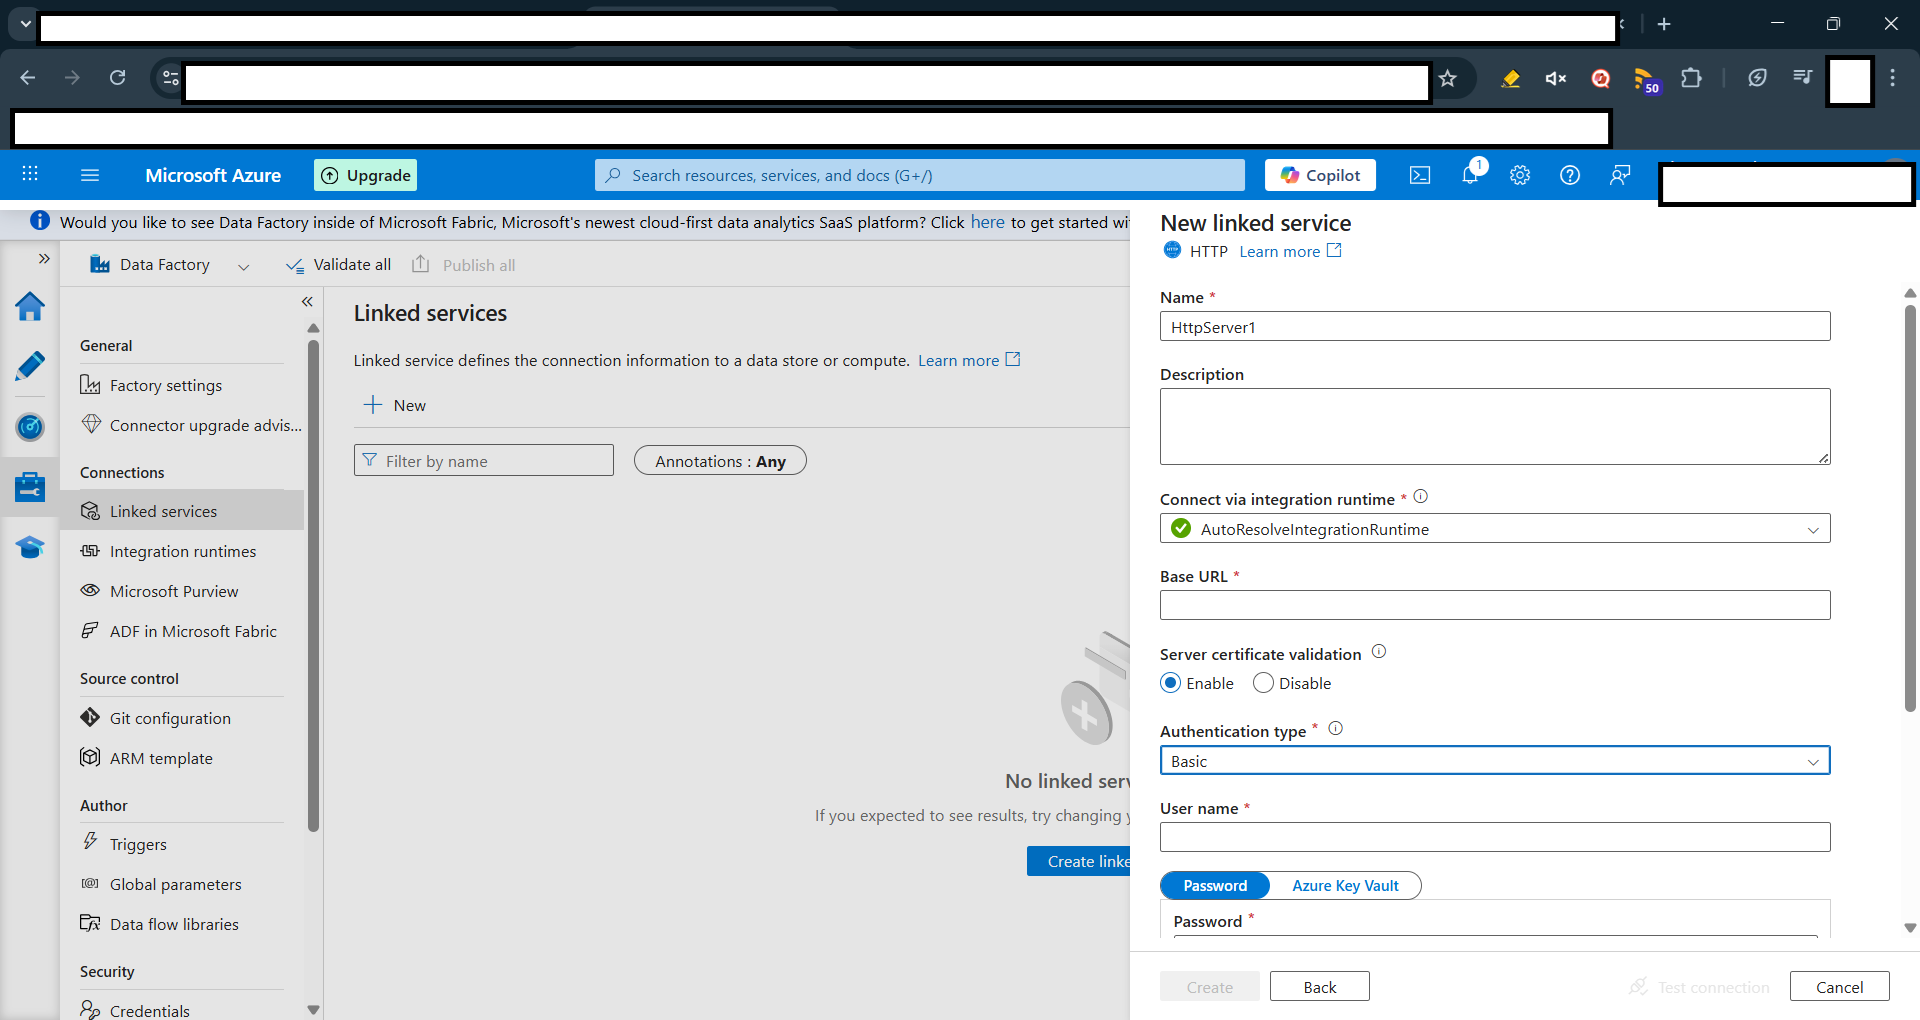 50
Microsoft Azure
Upgrade
Search resources, services, and docs (G+/)
Copilot
1
Would you like to see Data Factory inside of Microsoft Fabric, Microsoft's newest cloud-first data analytics SaaS platform? Click here to get started wi
Data Factory
Validate all
Publish all
General
Factory settings
Connector upgrade advis...
Connections
Linked services
Integration runtimes
Microsoft Purview
ADF in Microsoft Fabric
Source control
Git configuration
ARM template
Author
Triggers
Global parameters
Data flow libraries
Security
Credentials
Linked services
Linked service defines the connection information to a data store or compute. Learn more
New
Filter by name
Annotations : Any
No linked serv
If you expected to see results, try changing y
Create linke
New linked service
HTTP Learn more
Name *
HttpServer1
Description
Connect via integration runtime *
AutoResolveIntegrationRuntime
Base URL *
Server certificate validation
Enable
Disable
Authentication type *
Basic
User name *
Password
Azure Key Vault
Password *
Create
Back
Test connection
Cancel